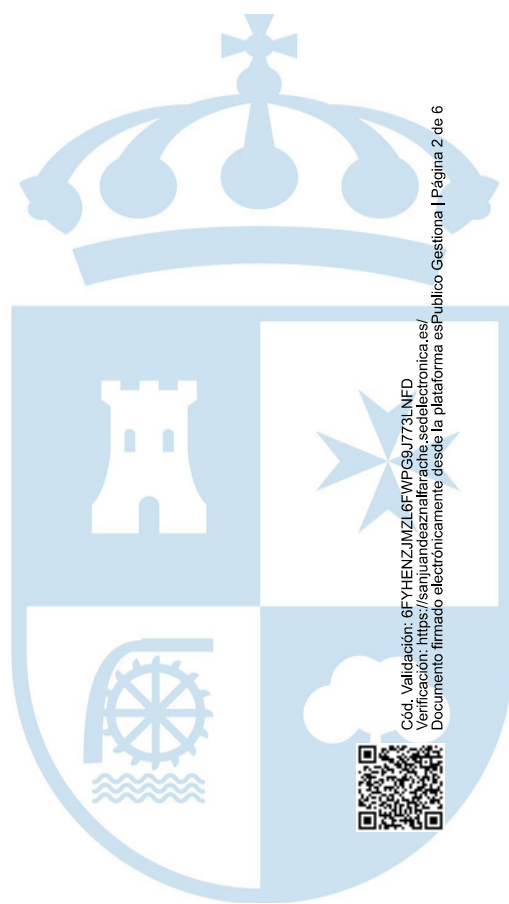 Cód. Validación: 6FYHENZJMZL6FWPG9J773LNFD
Verificación: https://sanjuandeaznalfarache.sedelectronica.es/
Documento firmado electrónicamente desde la plataforma esPublico Gestiona | Página 2 de 6